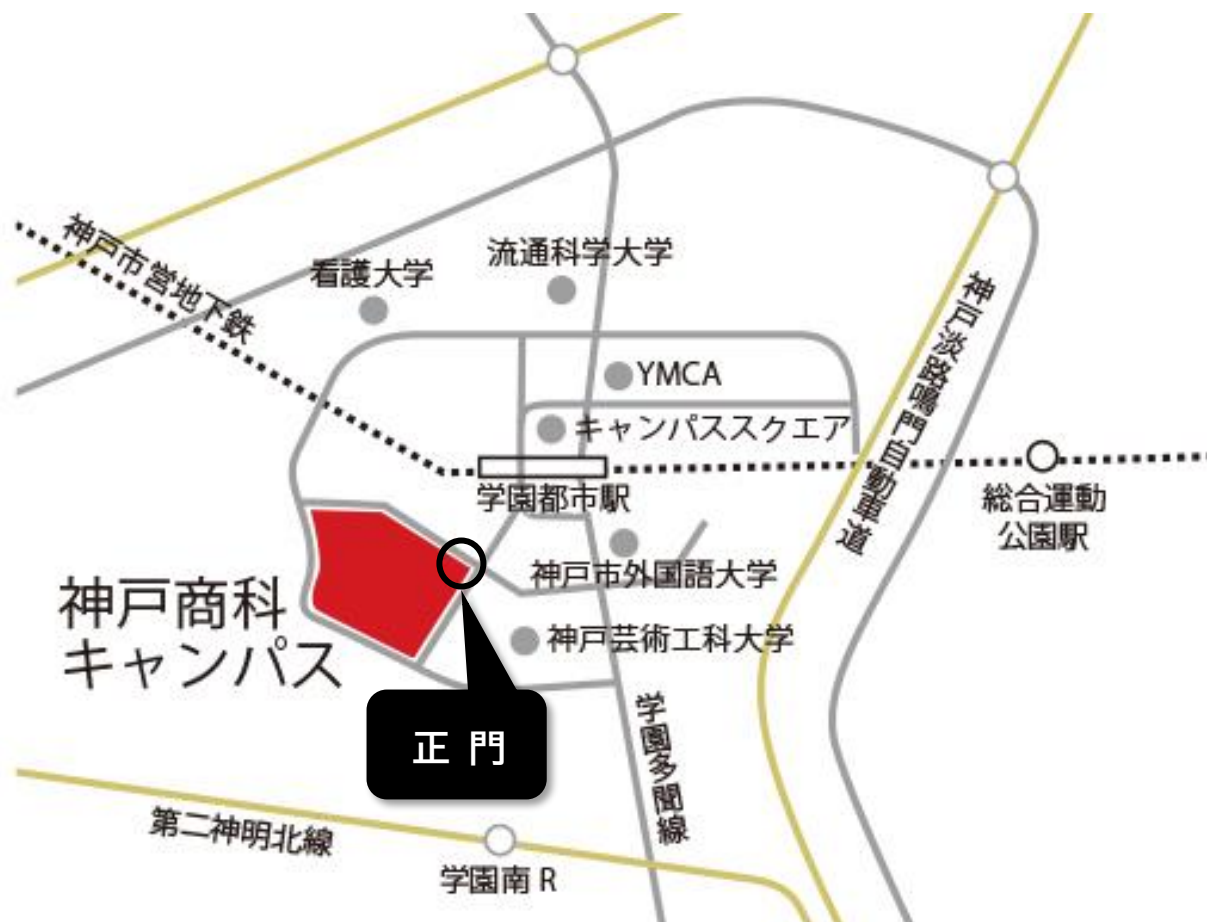 神戸市営地下鉄
看護大学
流通科学大学
神戸淡路鳴門自動車道
YMCA
キャンパススクエア
学園都市駅
総合運動
公園駅
神戸市外国語大学
神戸商科
キャンパス
神戸芸術工科大学
正 門
学園多聞線
第二神明北線
学園南 R